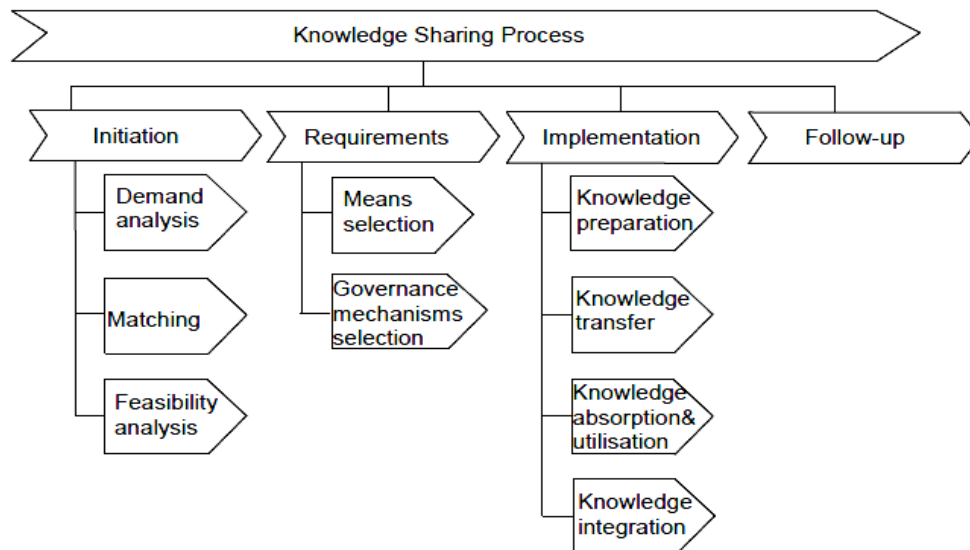 Knowledge Sharing Process
Initiation
Requirements
Implementation
Follow-up
Demand
analysis
Matching
Feasibility
analysis
Means
selection
Governance
mechanisms
selection
Knowledge
preparation
Knowledge
transfer
Knowledge
absorption&
utilisation
Knowledge
integration